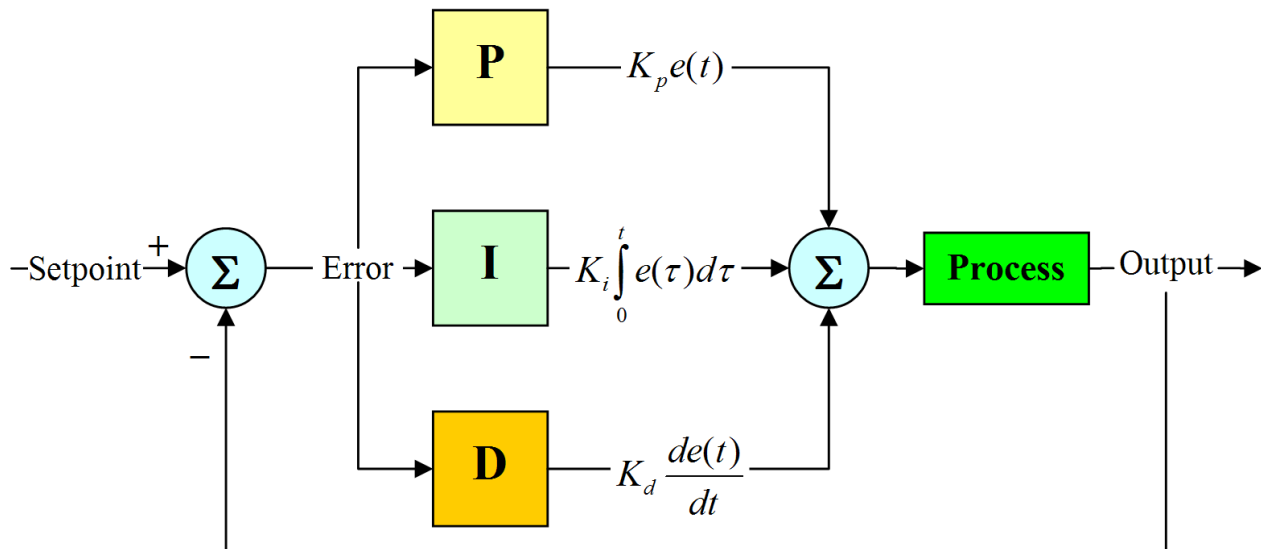 P
K_p e(t)
Setpoint
+
Σ
Error
I
K_i ∫_0^t e(τ)dτ
Σ
Process
Output
−
D
K_d de(t)/dt